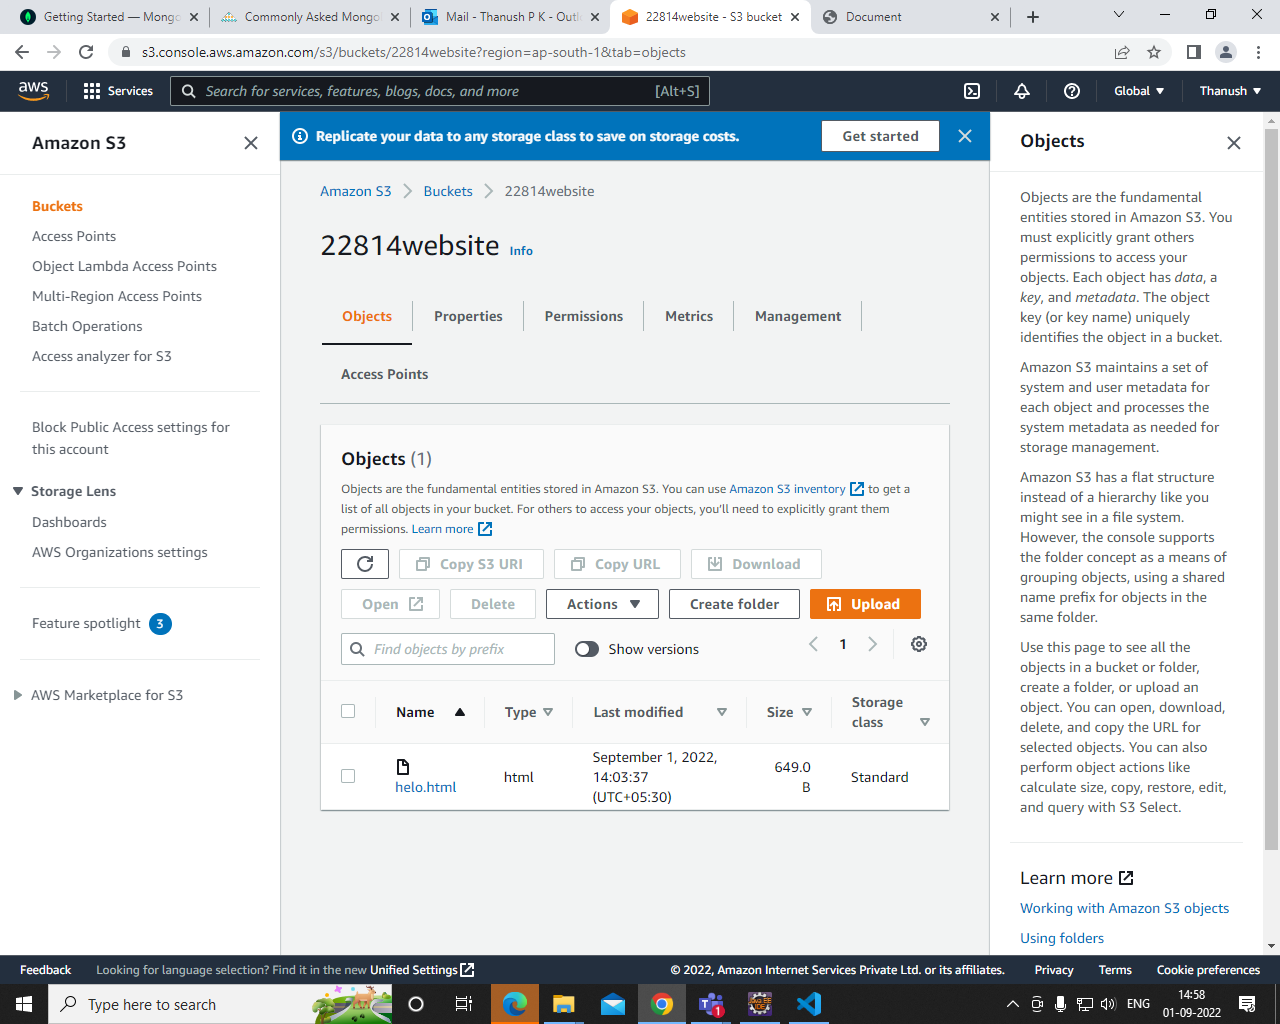 Getting Started — Mongo
Commonly Asked Mongo
Mail - Thanush P K - Outl
22814website - S3 bucket
Document
s3.console.aws.amazon.com/s3/buckets/22814website?region=ap-south-1&tab=objects
aws
Services
Search for services, features, blogs, docs, and more
[Alt+S]
Global
Thanush
Amazon S3
Buckets
Access Points
Object Lambda Access Points
Multi-Region Access Points
Batch Operations
Access analyzer for S3
Block Public Access settings for
this account
Storage Lens
Dashboards
AWS Organizations settings
Feature spotlight 3
AWS Marketplace for S3
Replicate your data to any storage class to save on storage costs.
Get started
Amazon S3
Buckets
22814website
22814website Info
Objects
Properties
Permissions
Metrics
Management
Access Points
Objects (1)
Objects are the fundamental entities stored in Amazon S3. You can use Amazon S3 inventory to get a
list of all objects in your bucket. For others to access your objects, you'll need to explicitly grant them
permissions. Learn more
Copy S3 URI
Copy URL
Download
Open
Delete
Actions
Create folder
Upload
Find objects by prefix
Show versions
1
Name
Type
Last modified
Size
Storage
class
helo.html
html
September 1, 2022,
14:03:37
(UTC+05:30)
649.0
B
Standard
Objects
Objects are the fundamental
entities stored in Amazon S3. You
must explicitly grant others
permissions to access your
objects. Each object has data, a
key, and metadata. The object
key (or key name) uniquely
identifies the object in a bucket.
Amazon S3 maintains a set of
system and user metadata for
each object and processes the
system metadata as needed for
storage management.
Amazon S3 has a flat structure
instead of a hierarchy like you
might see in a file system.
However, the console supports
the folder concept as a means of
grouping objects, using a shared
name prefix for objects in the
same folder.
Use this page to see all the
objects in a bucket or folder,
create a folder, or upload an
object. You can open, download,
delete, and copy the URL for
selected objects. You can also
perform object actions like
calculate size, copy, restore, edit,
and query with S3 Select.
Learn more
Working with Amazon S3 objects
Using folders
Feedback
Looking for language selection? Find it in the new Unified Settings
© 2022, Amazon Internet Services Private Ltd. or its affiliates.
Privacy
Terms
Cookie preferences
Type here to search
1
ENG
14:58
01-09-2022